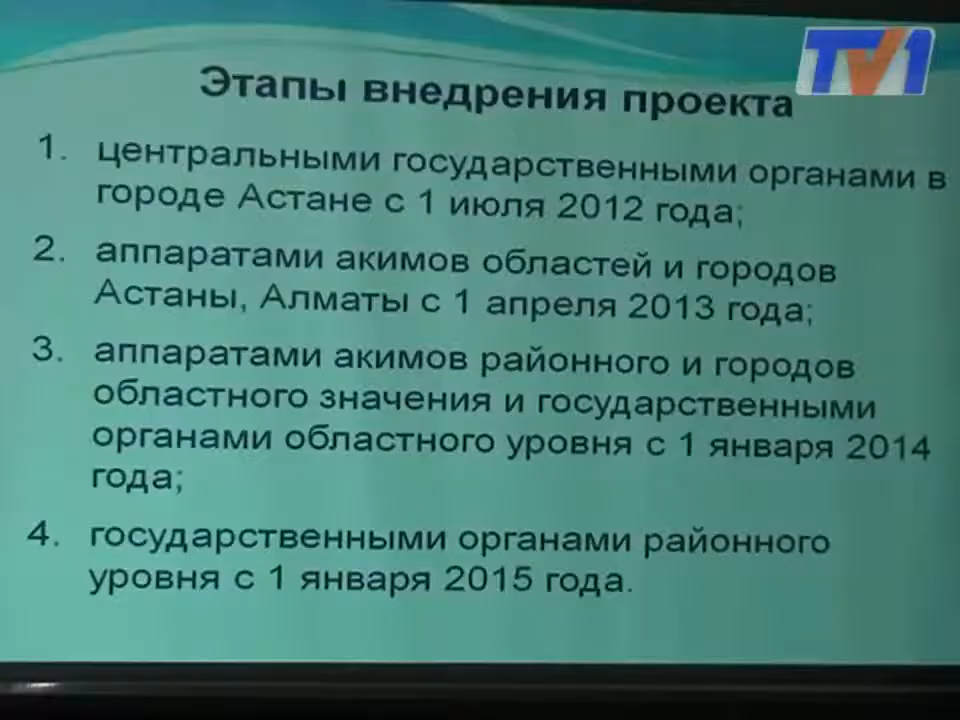 TV1
Этапы внедрения проекта
1. центральными государственными органами в
городе Астане с 1 июля 2012 года;
2. аппаратами акимов областей и городов
Астаны, Алматы с 1 апреля 2013 года;
3. аппаратами акимов районного и городов
областного значения и государственными
органами областного уровня с 1 января 2014
года;
4. государственными органами районного
уровня с 1 января 2015 года.